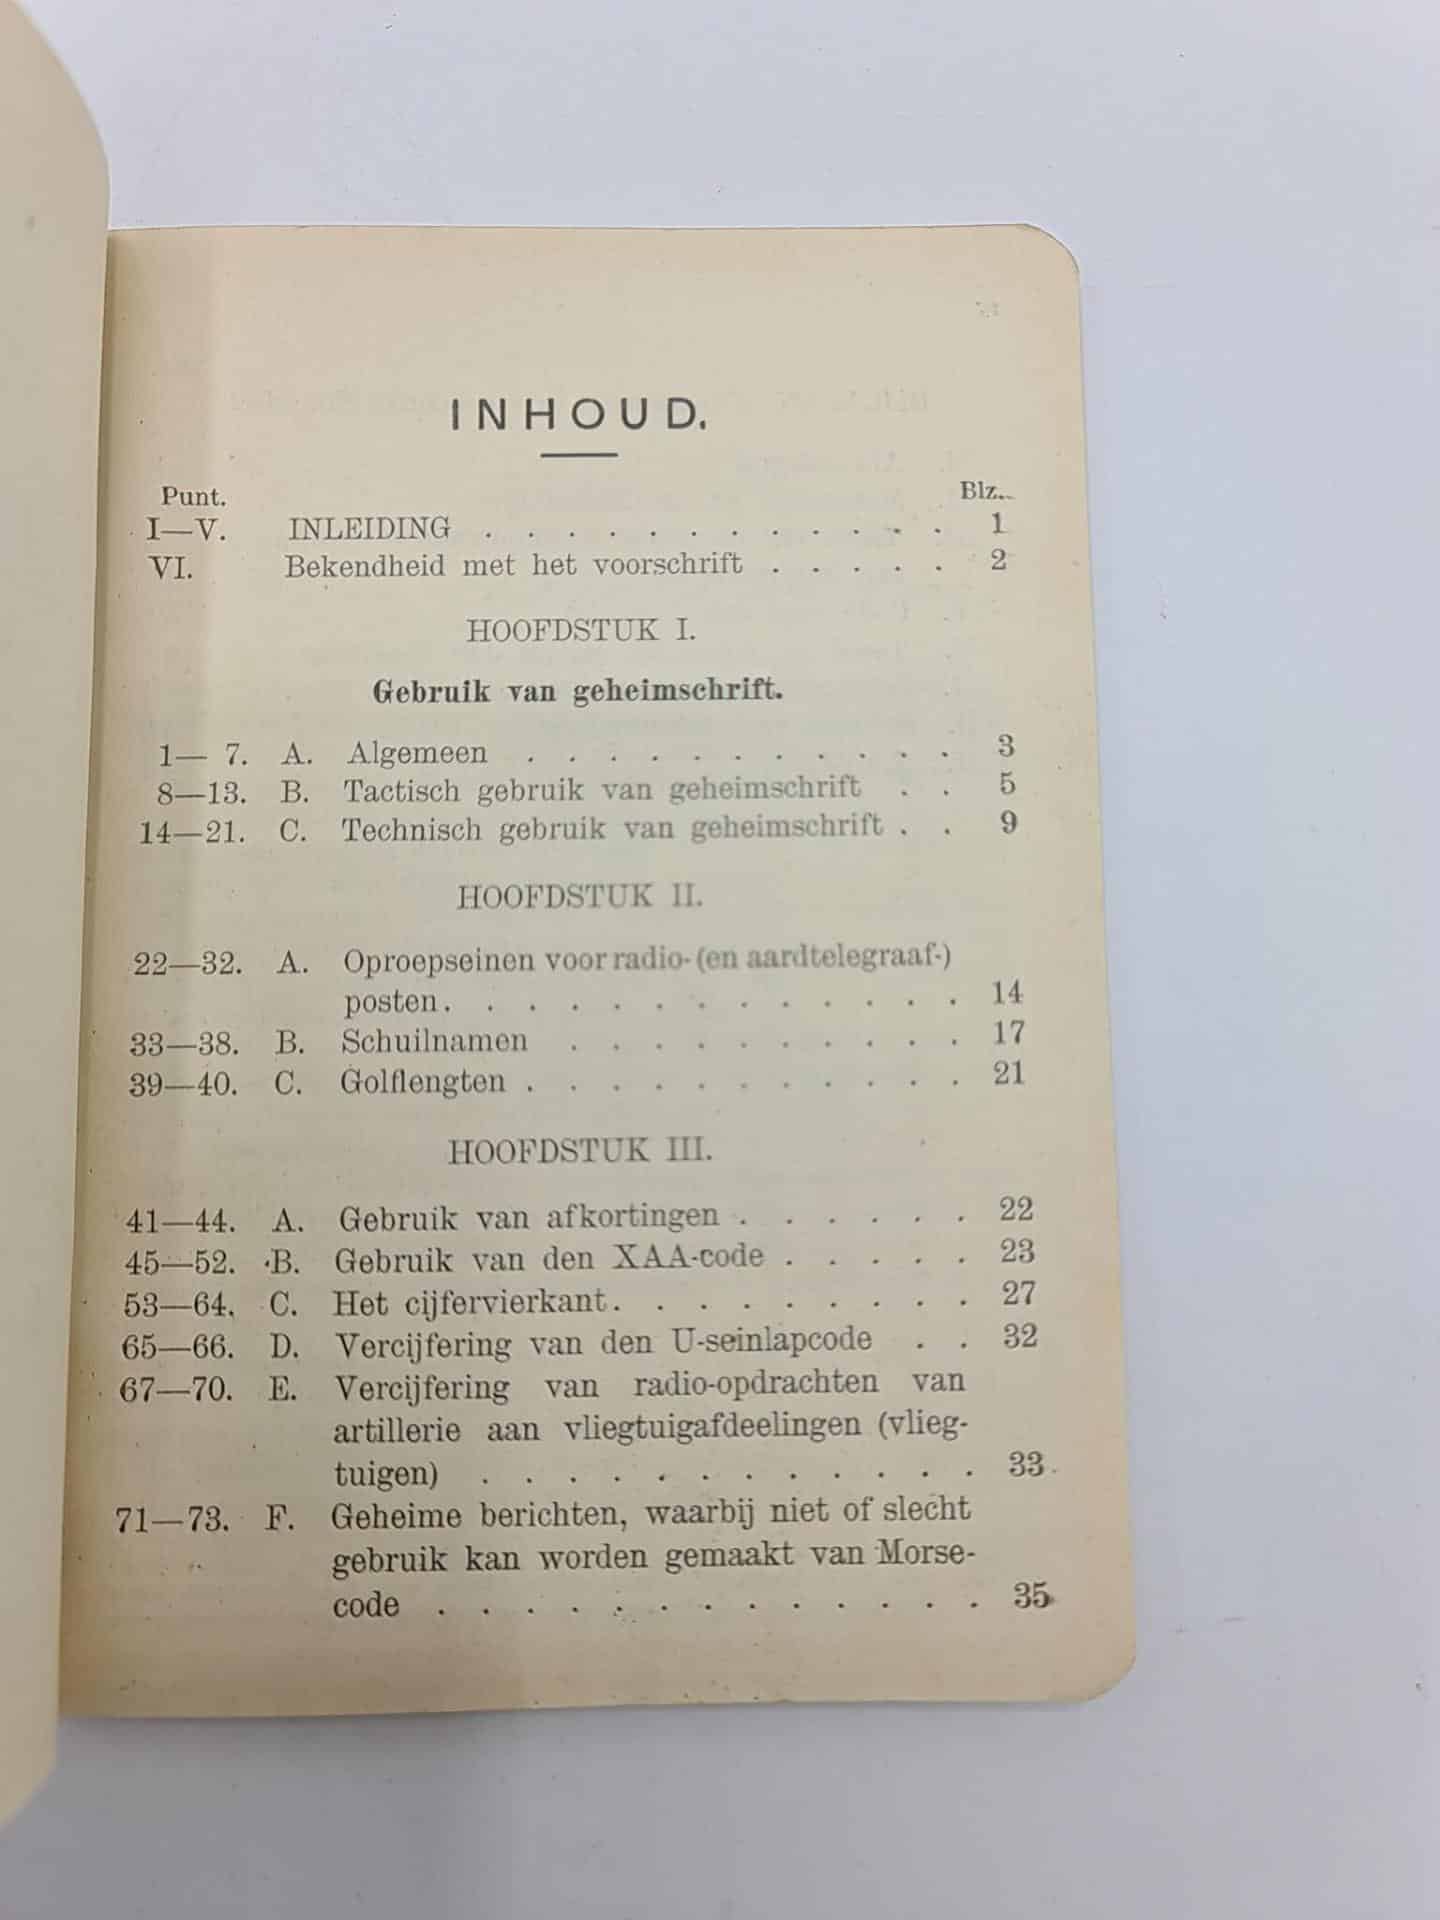 INHOUD.
Punt. Blz.
I—V. INLEIDING . . . . . . . . . . . 1
VI. Bekendheid met het voorschrift . . . . . 2
HOOFDSTUK I.
Gebruik van geheimschrift.
1— 7. A. Algemeen . . . . . . . . . . . 3
8—13. B. Tactisch gebruik van geheimschrift . . 5
14—21. C. Technisch gebruik van geheimschrift . . 9
HOOFDSTUK II.
22—32. A. Oproepseinen voor radio- (en aardtelegraaf-)
posten. . . . . . . . . . . . . 14
33—38. B. Schuilnamen . . . . . . . . . . 17
39—40. C. Golflengten . . . . . . . . . . . 21
HOOFDSTUK III.
41—44. A. Gebruik van afkortingen . . . . . . 22
45—52. B. Gebruik van den XAA-code . . . . . 23
53—64. C. Het cijfervierkant. . . . . . . . . 27
65—66. D. Vercijfering van den U-seinlapcode . . 32
67—70. E. Vercijfering van radio-opdrachten van
artillerie aan vliegtuigafdeelingen (vlieg-
tuigen) . . . . . . . . . . . . 33
71—73. F. Geheime berichten, waarbij niet of slecht
gebruik kan worden gemaakt van Morse-
code . . . . . . . . . . . . . 35